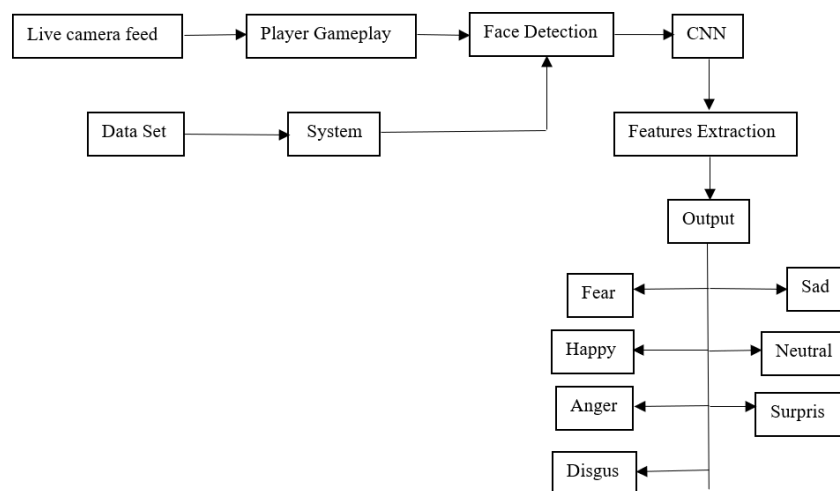 Live camera feed
Player Gameplay
Face Detection
CNN
Data Set
System
Features Extraction
Output
Fear
Sad
Happy
Neutral
Anger
Surpris
Disgus